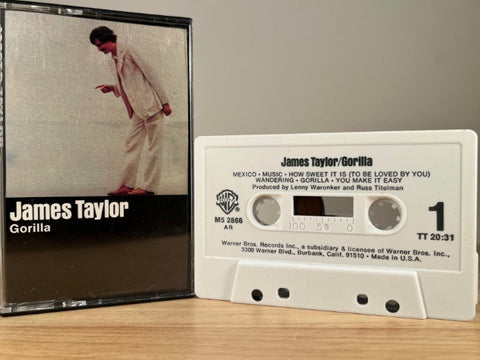 James Taylor
Gorilla
James Taylor/Gorilla
MEXICO • MUSIC • HOW SWEET IT IS (TO BE LOVED BY YOU)
WANDERING • GORILLA • YOU MAKE IT EASY
Produced by Lenny Waronker and Russ Titelman
M5 2866
AR
100 50 0
1
TT 20:31
Warner Bros. Records Inc., a subsidiary & licensee of Warner Bros. Inc.,
3300 Warner Blvd., Burbank, Calif. 91510 • Made in U.S.A.